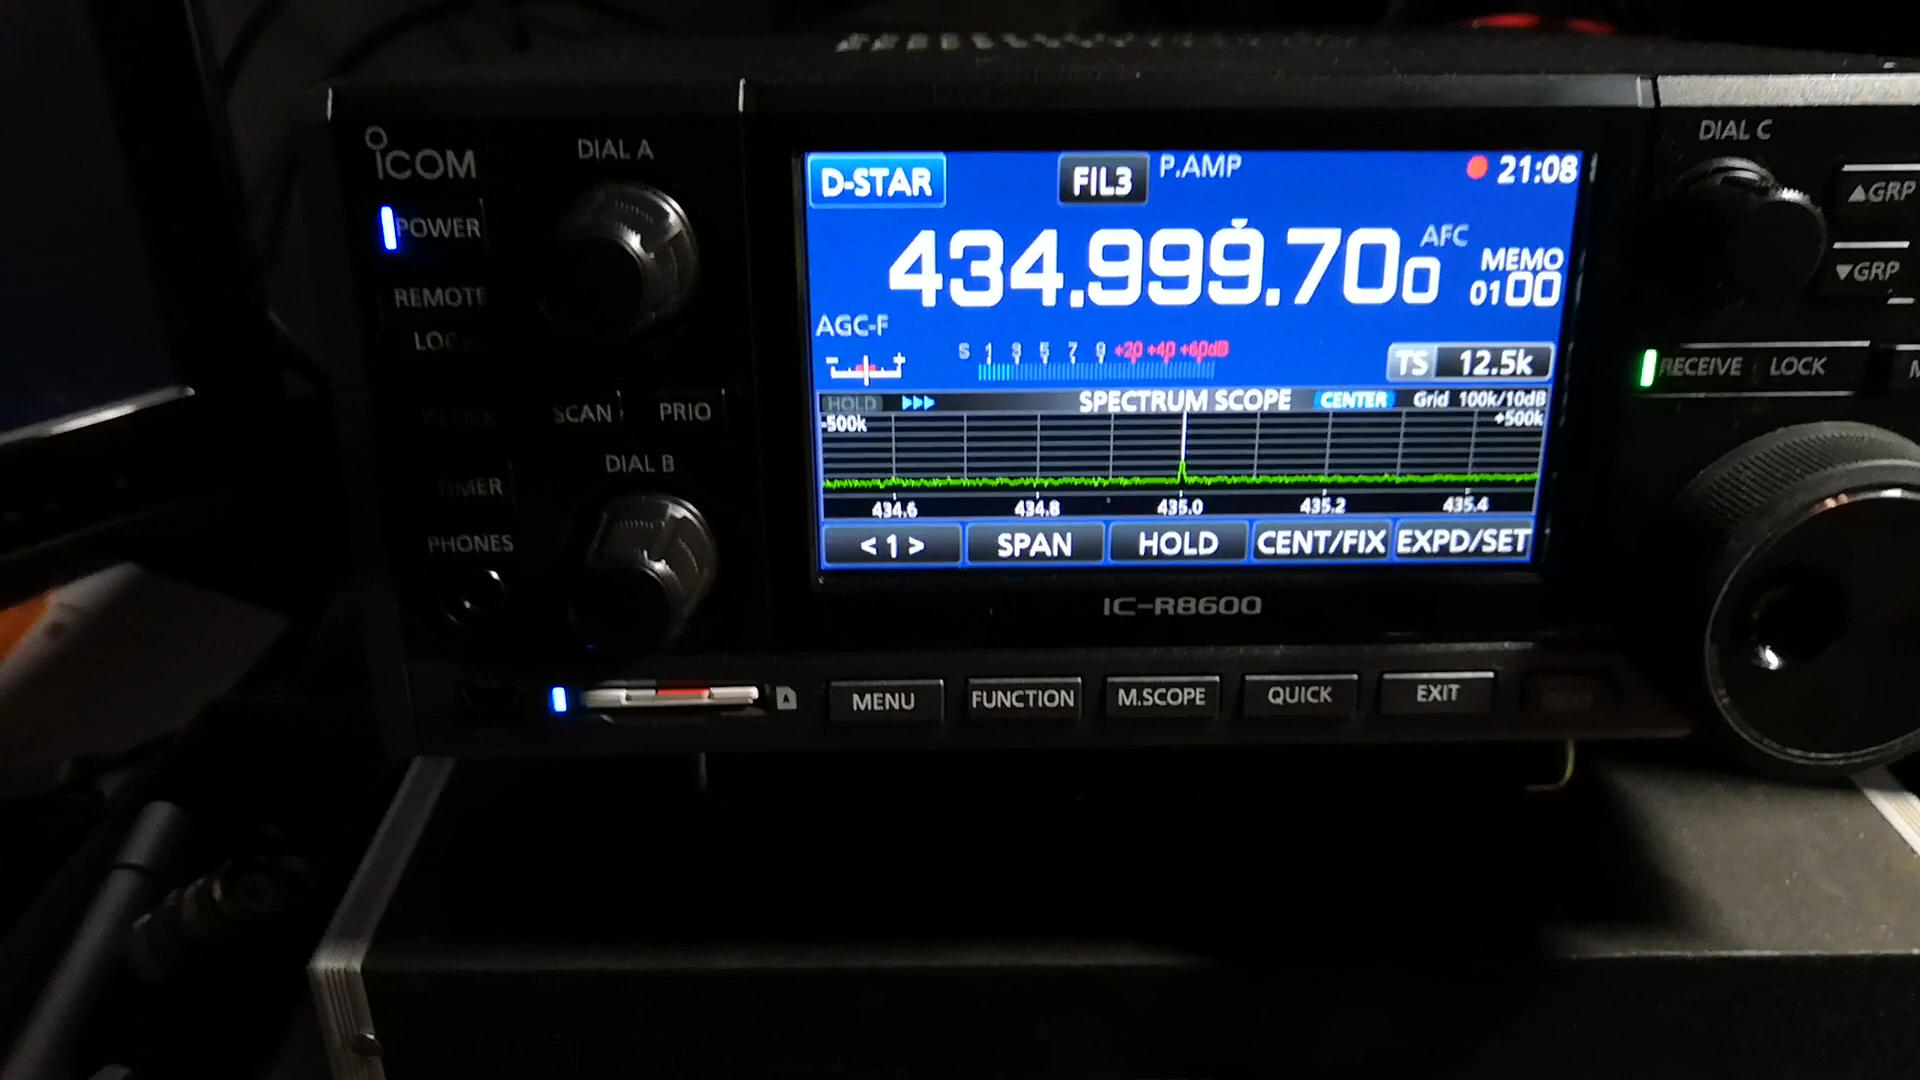 ICOM
POWER
REMOTE
LOCAL
SCAN
PRIO
TIMER
PHONES
DIAL A
DIAL B
D-STAR
FIL3
P.AMP
21:08
434.999.700
AFC
MEMO
0100
AGC-F
S 1 3 5 7 9 +20 +40 +60dB
- +
TS 12.5k
HOLD
SPECTRUM SCOPE
CENTER
Grid 100k/10dB
-500k
+500k
434.6 434.8 435.0 435.2 435.4
< 1 >
SPAN
HOLD
CENT/FIX
EXPD/SET
IC-R8600
MENU
FUNCTION
M.SCOPE
QUICK
EXIT
DIAL C
▲GRP
▼GRP
RECEIVE
LOCK